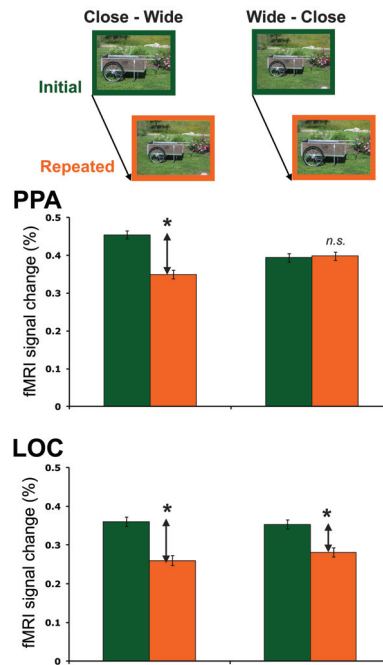 Close - Wide
Wide - Close
Initial
Repeated
PPA
fMRI signal change (%)
0.5
0.4
0.3
0.2
0.1
0
*
n.s.
LOC
fMRI signal change (%)
0.5
0.4
0.3
0.2
0.1
0
*
*